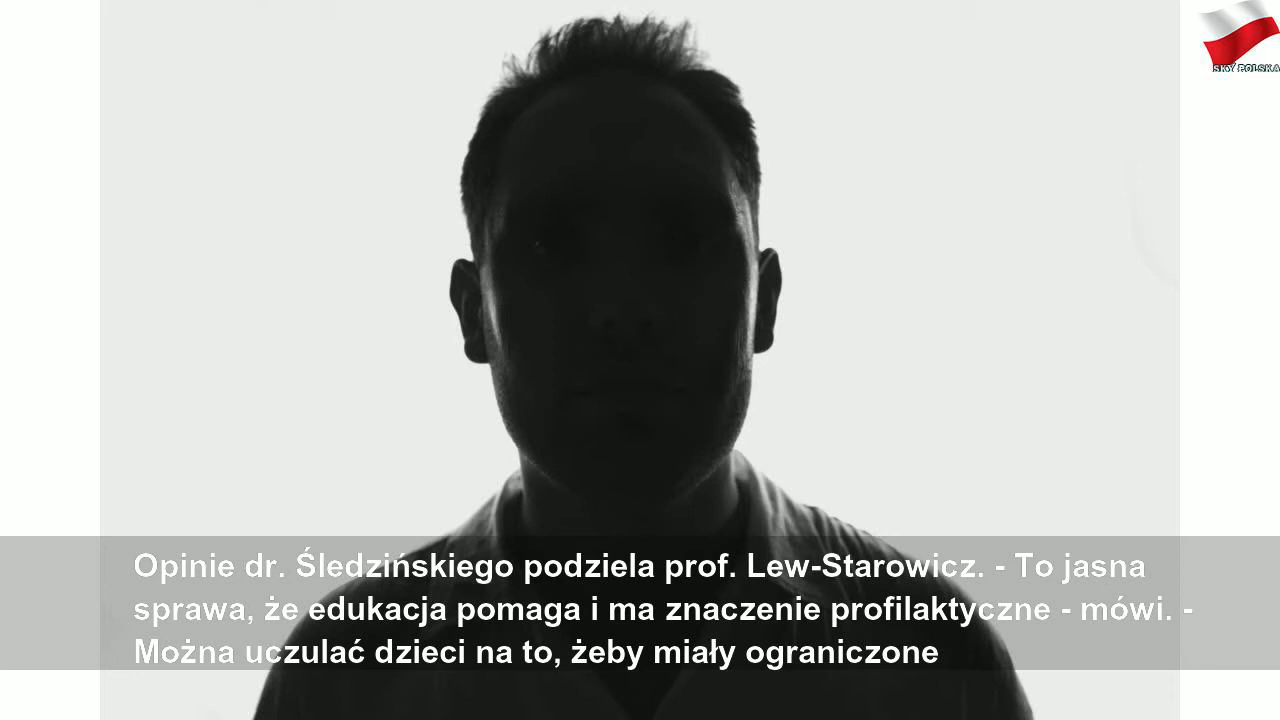 SKY POLSKA
Opinie dr. Śledzińskiego podziela prof. Lew-Starowicz. - To jasna
sprawa, że edukacja pomaga i ma znaczenie profilaktyczne - mówi. -
Można uczulać dzieci na to, żeby miały ograniczone